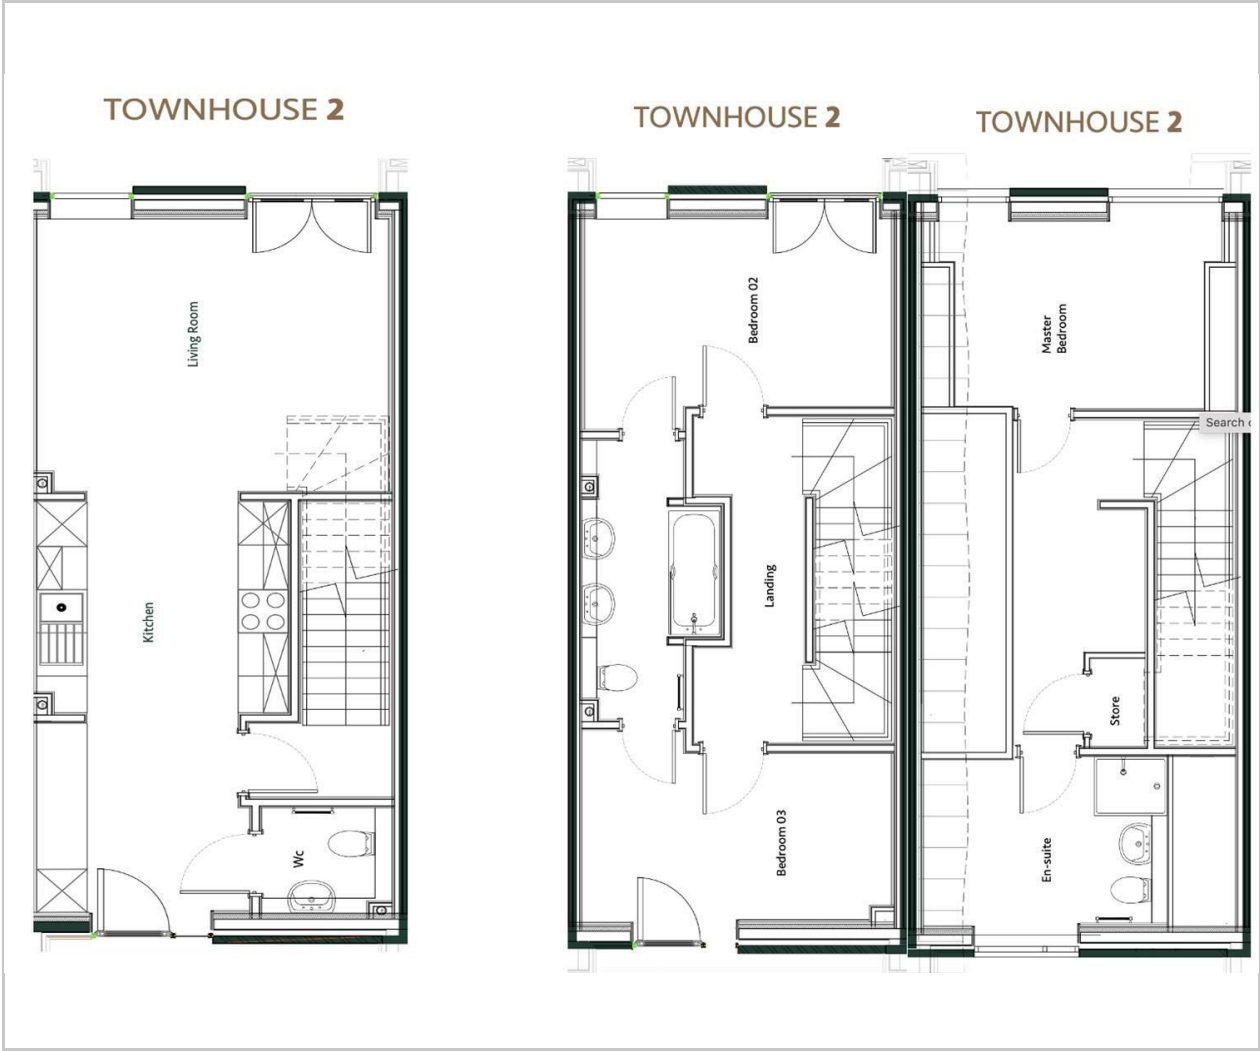 TOWNHOUSE 2
Living Room
Kitchen
Wc
TOWNHOUSE 2
Bedroom 02
Landing
Bedroom 03
TOWNHOUSE 2
Master
Bedroom
Search
Store
En-suite